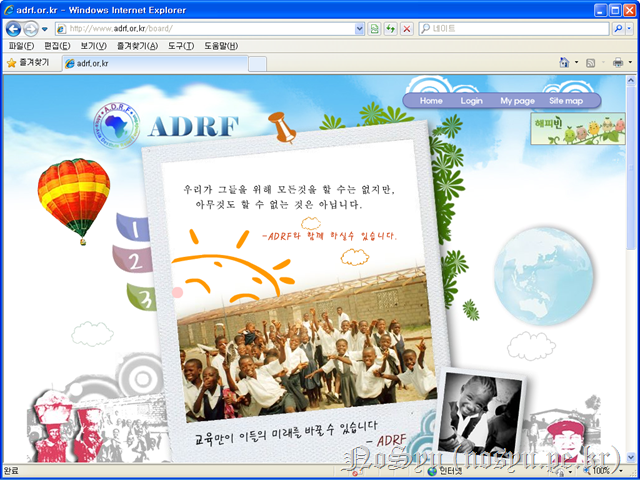 adrf.or.kr - Windows Internet Explorer
http://www.adrf.or.kr/board/
네이트
파일(F) 편집(E) 보기(V) 즐겨찾기(A) 도구(T) 도움말(H)
즐겨찾기 adrf.or.kr
Home Login My page Site map
A.D.R.F
ADRF
해피빈
우리가 그들을 위해 모든것을 할 수는 없지만,
아무것도 할 수 없는 것은 아닙니다.
-ADRF와 함께 하실수 있습니다.
1
2
3
교육만이 이들의 미래를 바꿀 수 있습니다
- ADRF
NoSyu (nosyu.pe.kr)
완료 인터넷 100%